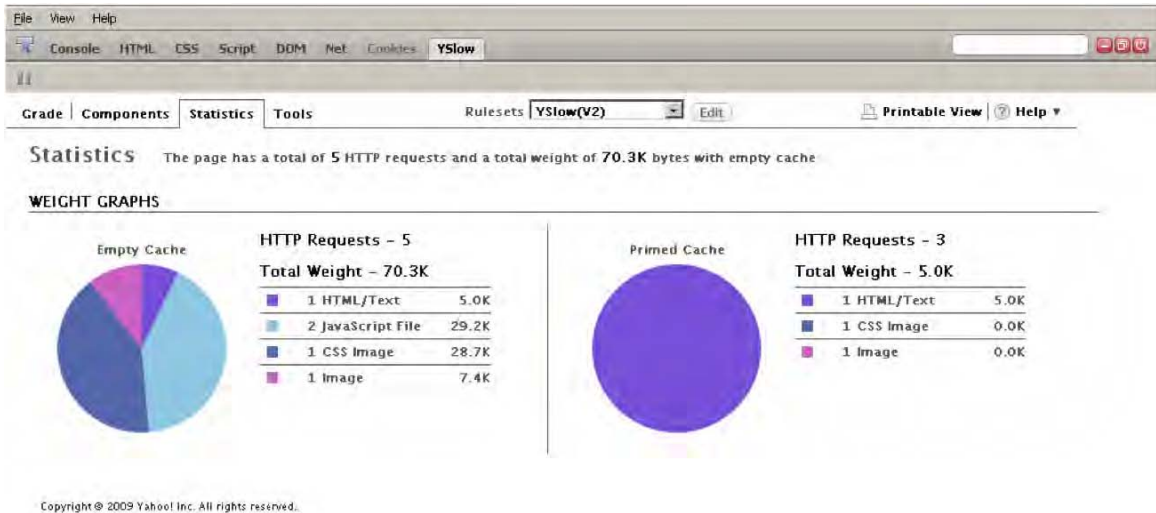 File View Help
Console HTML CSS Script DOM Net Cookies YSlow
Grade Components Statistics Tools Rulesets YSlow(V2) Edit Printable View ? Help ▼
Statistics The page has a total of 5 HTTP requests and a total weight of 70.3K bytes with empty cache
WEIGHT GRAPHS
Empty Cache
HTTP Requests - 5
Total Weight - 70.3K
1 HTML/Text 5.0K
2 JavaScript File 29.2K
1 CSS Image 28.7K
1 Image 7.4K
Primed Cache
HTTP Requests - 3
Total Weight - 5.0K
1 HTML/Text 5.0K
1 CSS Image 0.0K
1 Image 0.0K
Copyright © 2009 Yahoo! Inc. All rights reserved.